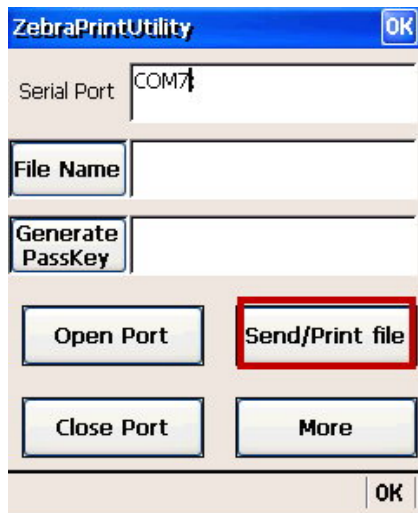 ZebraPrintUtility OK
Serial Port COM7:
File Name
Generate
PassKey
Open Port Send/Print file
Close Port More
OK